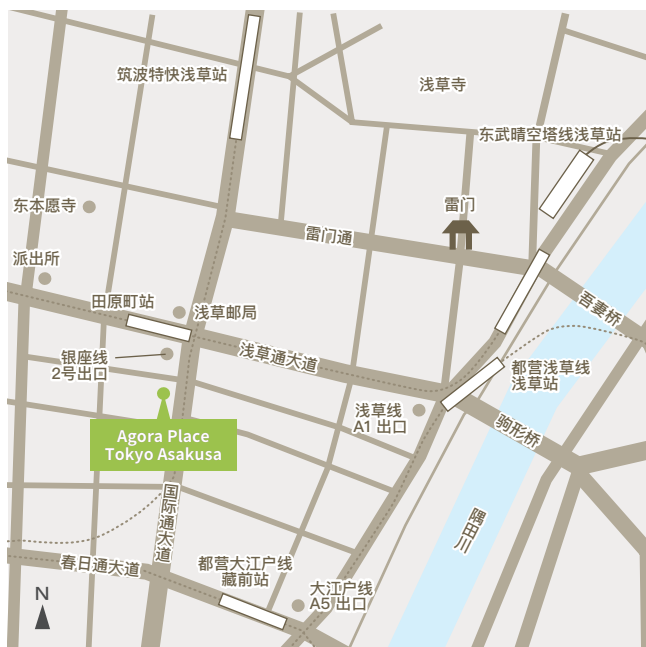 筑波特快浅草站
浅草寺
东武晴空塔线浅草站
东本愿寺
雷门
雷门通
派出所
田原町站
浅草邮局
吾妻桥
银座线
2号出口
浅草通大道
都营浅草线
浅草站
浅草线
A1 出口
驹形桥
Agora Place
Tokyo Asakusa
国际通大道
隅田川
春日通大道
都营大江户线
藏前站
大江户线
A5 出口
N